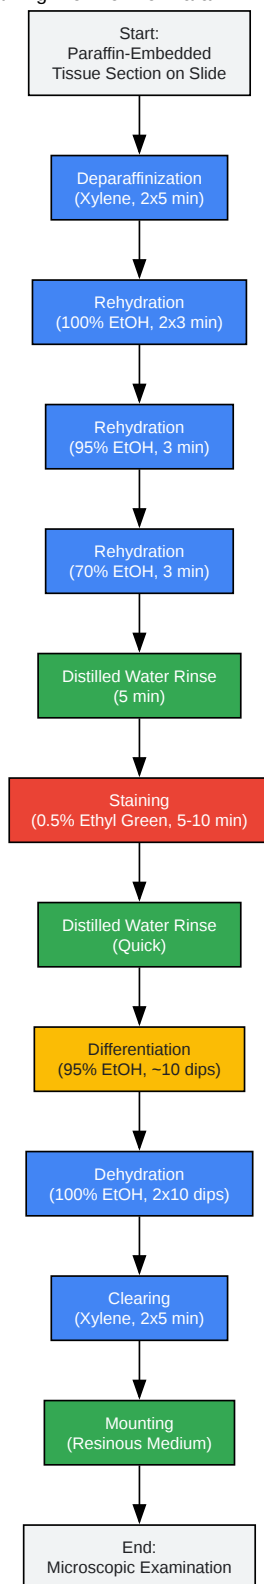 Start:
Paraffin-Embedded
Tissue Section on Slide
Deparaffinization
(Xylene, 2x5 min)
Rehydration
(100% EtOH, 2x3 min)
Rehydration
(95% EtOH, 3 min)
Rehydration
(70% EtOH, 3 min)
Distilled Water Rinse
(5 min)
Staining
(0.5% Ethyl Green, 5-10 min)
Distilled Water Rinse
(Quick)
Differentiation
(95% EtOH, ~10 dips)
Dehydration
(100% EtOH, 2x10 dips)
Clearing
(Xylene, 2x5 min)
Mounting
(Resinous Medium)
End:
Microscopic Examination